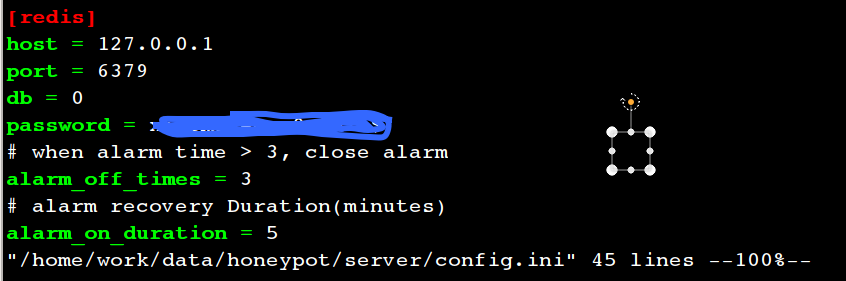 [redis]
host = 127.0.0.1
port = 6379
db = 0
password =
# when alarm time > 3, close alarm
alarm_off_times = 3
# alarm recovery Duration(minutes)
alarm_on_duration = 5
"/home/work/data/honeypot/server/config.ini" 45 lines --100%--